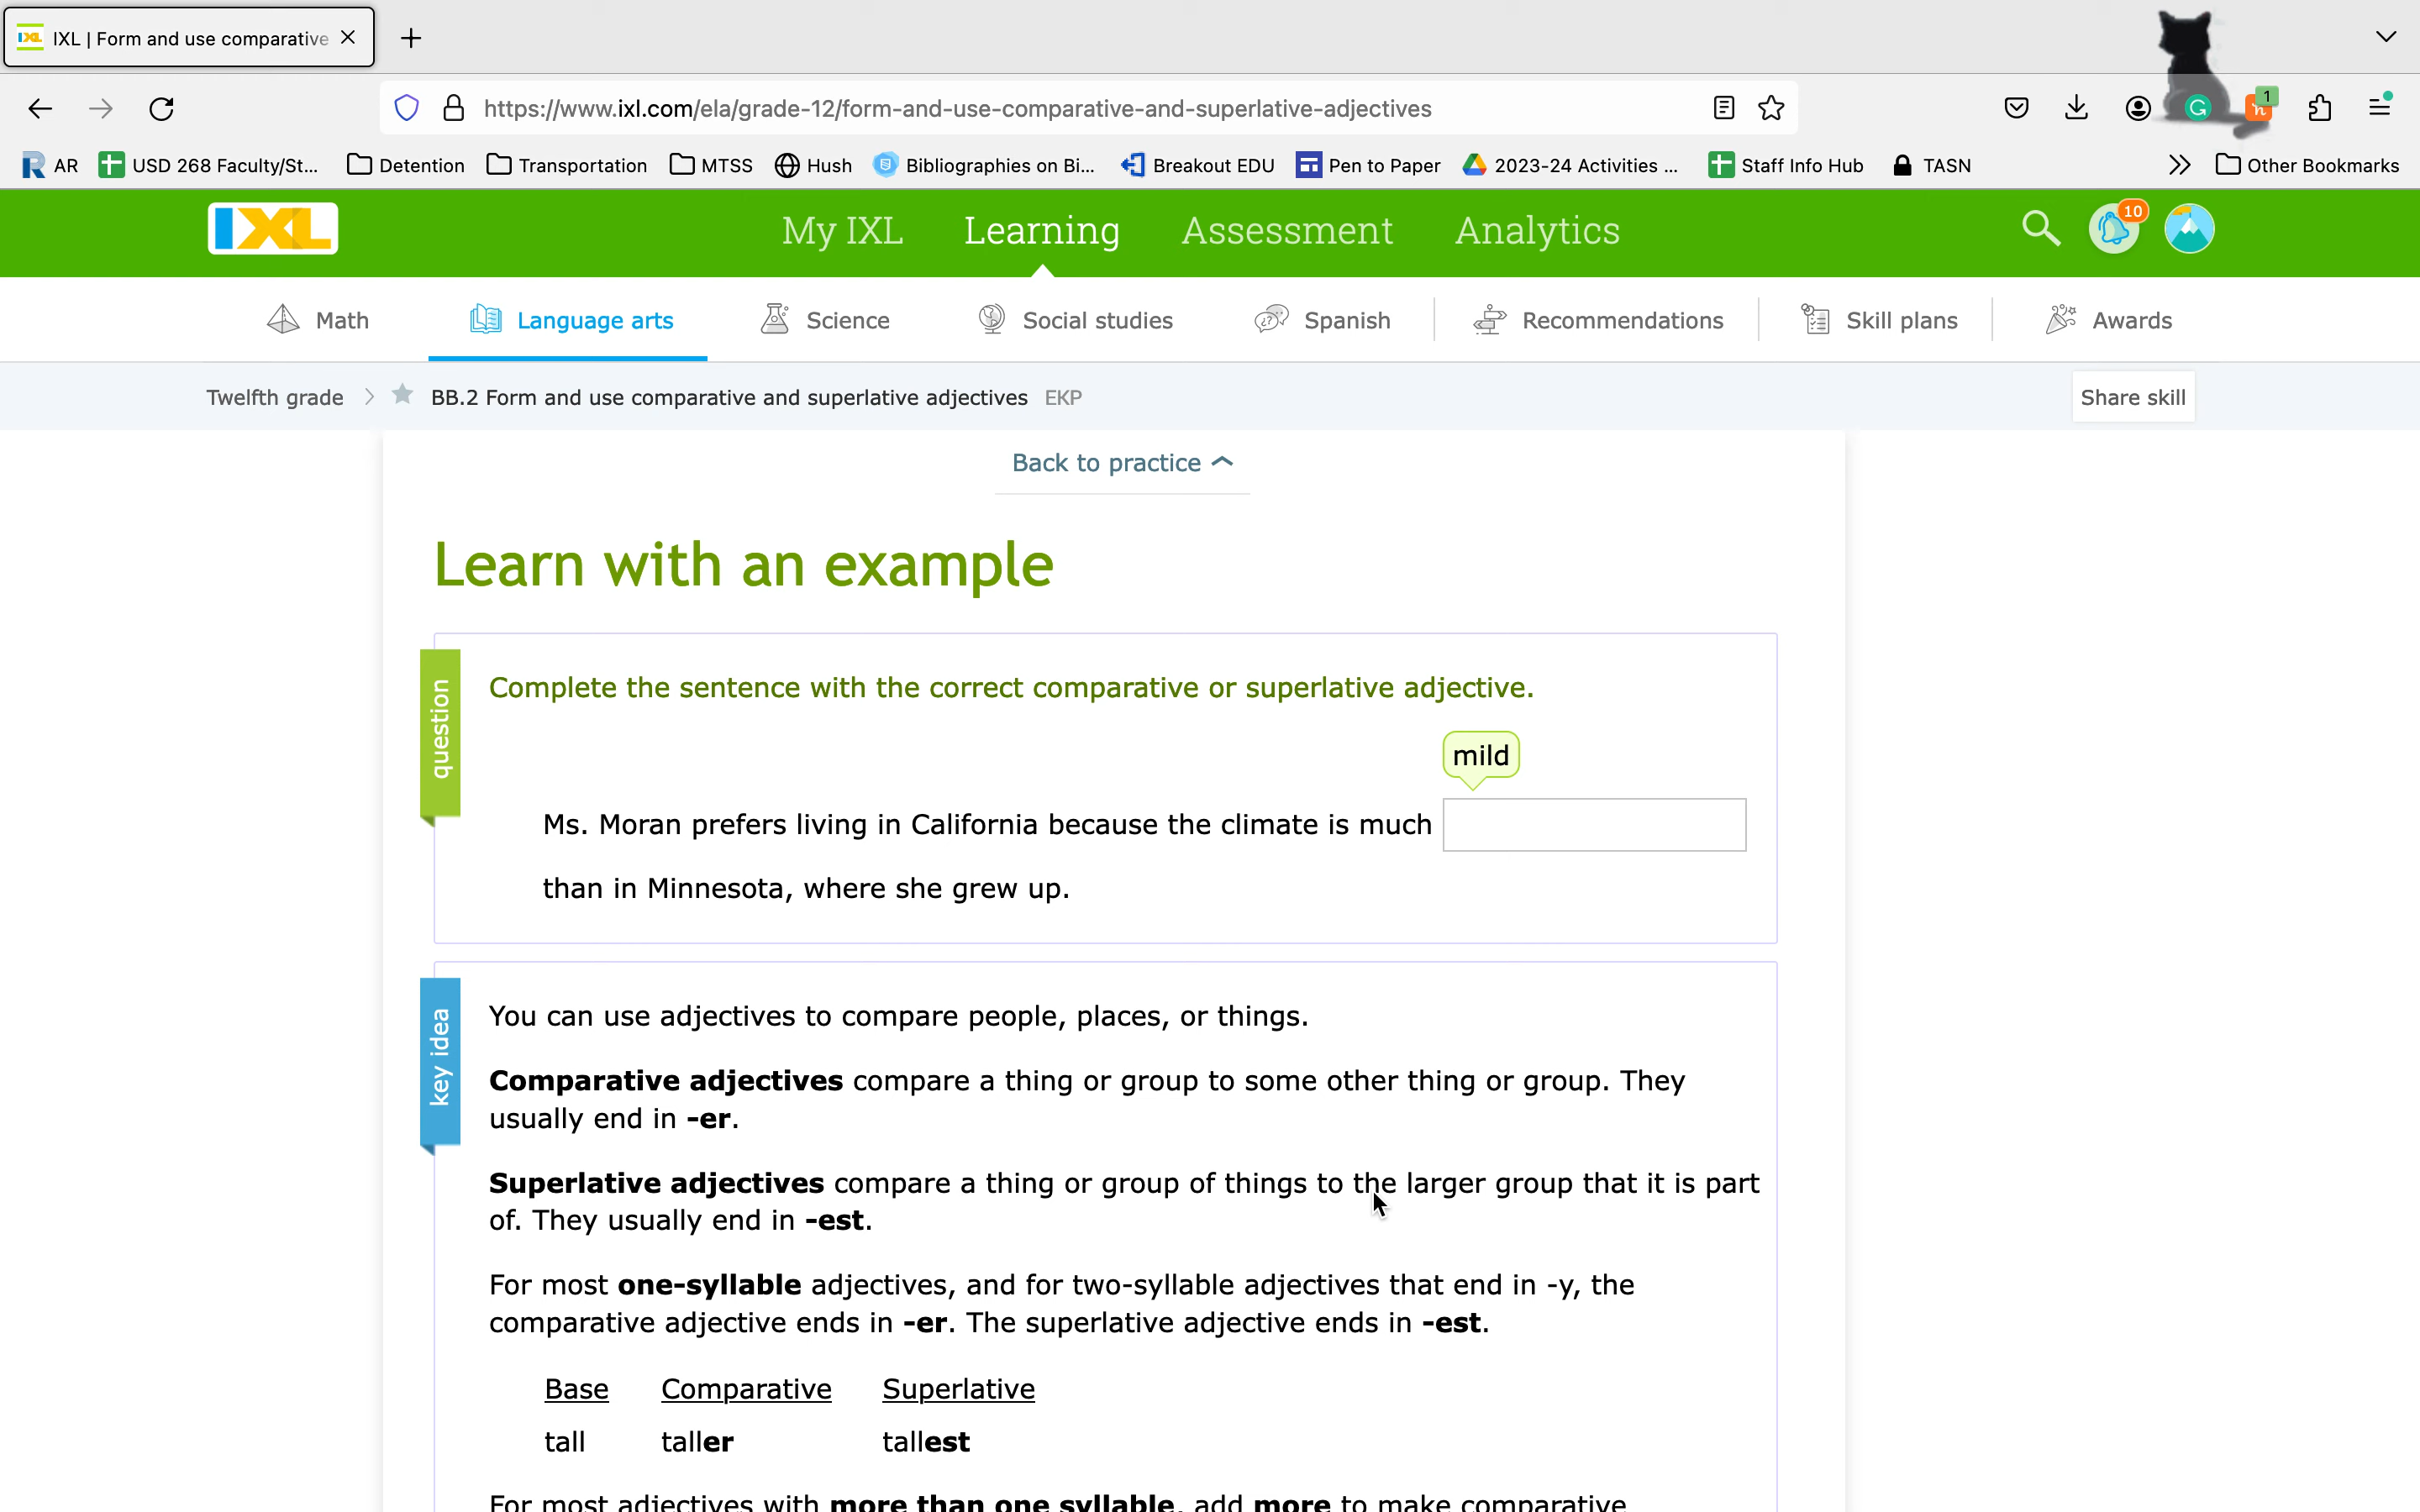 IXL | Form and use comparative
https://www.ixl.com/ela/grade-12/form-and-use-comparative-and-superlative-adjectives
1
AR
USD 268 Faculty/St...
Detention
Transportation
MTSS
Hush
Bibliographies on Bi...
Breakout EDU
Pen to Paper
2023-24 Activities ...
Staff Info Hub
TASN
Other Bookmarks
IXL
My IXL
Learning
Assessment
Analytics
10
Math
Language arts
Science
Social studies
Spanish
Recommendations
Skill plans
Awards
Twelfth grade > BB.2 Form and use comparative and superlative adjectives EKP
Share skill
Back to practice
Learn with an example
question
Complete the sentence with the correct comparative or superlative adjective.
mild
Ms. Moran prefers living in California because the climate is much
than in Minnesota, where she grew up.
key idea
You can use adjectives to compare people, places, or things.
Comparative adjectives compare a thing or group to some other thing or group. They
usually end in -er.
Superlative adjectives compare a thing or group of things to the larger group that it is part
of. They usually end in -est.
For most one-syllable adjectives, and for two-syllable adjectives that end in -y, the
comparative adjective ends in -er. The superlative adjective ends in -est.
Base Comparative Superlative
tall taller tallest
For most adjectives with more than one syllable, add more to make comparative